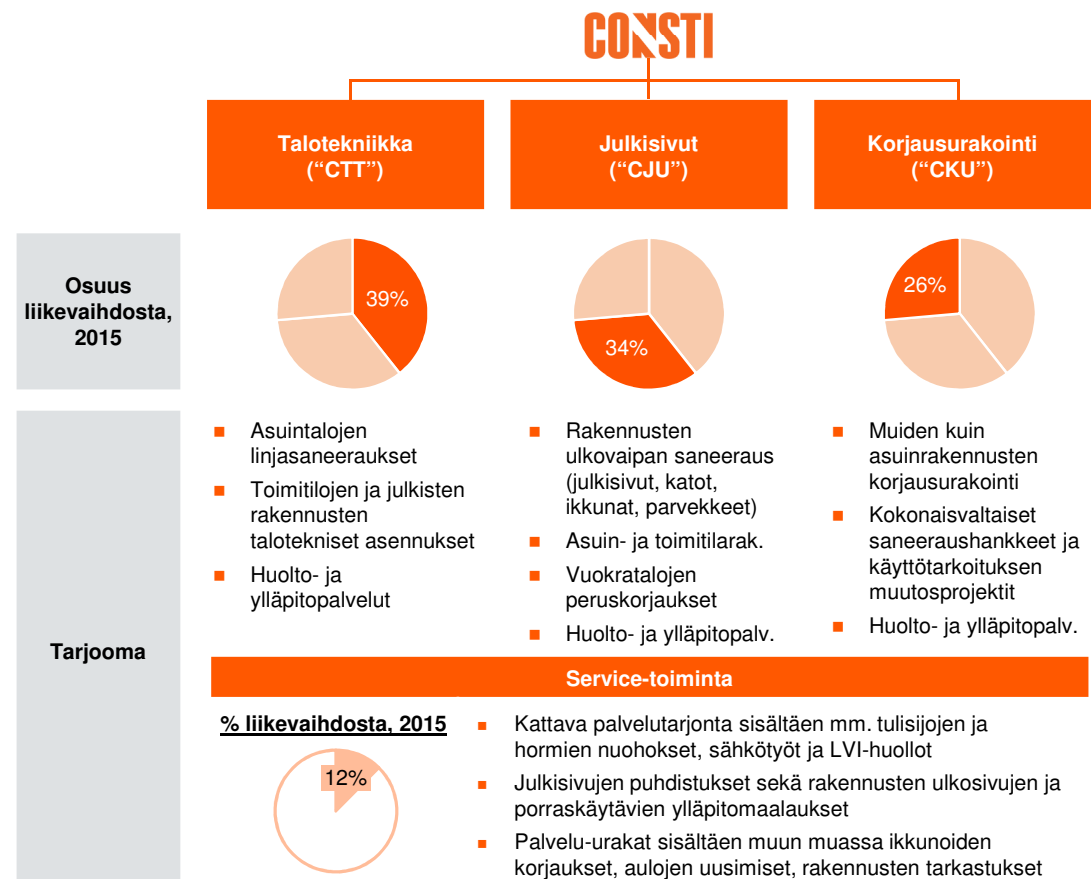 CONSTI
Talotekniikka
(“CTT”)
Julkisivut
(“CJU”)
Korjausurakointi
(“CKU”)
Osuus
liikevaihdosta,
2015
39%
34%
26%
Tarjooma
Asuintalojen
linjasaneeraukset
Toimitilojen ja julkisten
rakennusten
talotekniset asennukset
Huolto- ja
ylläpitopalvelut
Rakennusten
ulkovaipan saneeraus
(julkisivut, katot,
ikkunat, parvekkeet)
Asuin- ja toimitilarak.
Vuokratalojen
peruskorjaukset
Huolto- ja ylläpitopalv.
Muiden kuin
asuinrakennusten
korjausurakointi
Kokonaisvaltaiset
saneeraushankkeet ja
käyttötarkoituksen
muutosprojektit
Huolto- ja ylläpitopalv.
Service-toiminta
% liikevaihdosta, 2015
12%
Kattava palvelutarjonta sisältäen mm. tulisijojen ja
hormien nuohokset, sähkötyöt ja LVI-huollot
Julkisivujen puhdistukset sekä rakennusten ulkosivujen ja
porraskäytävien ylläpitomaalaukset
Palvelu-urakat sisältäen muun muassa ikkunoiden
korjaukset, aulojen uusimiset, rakennusten tarkastukset